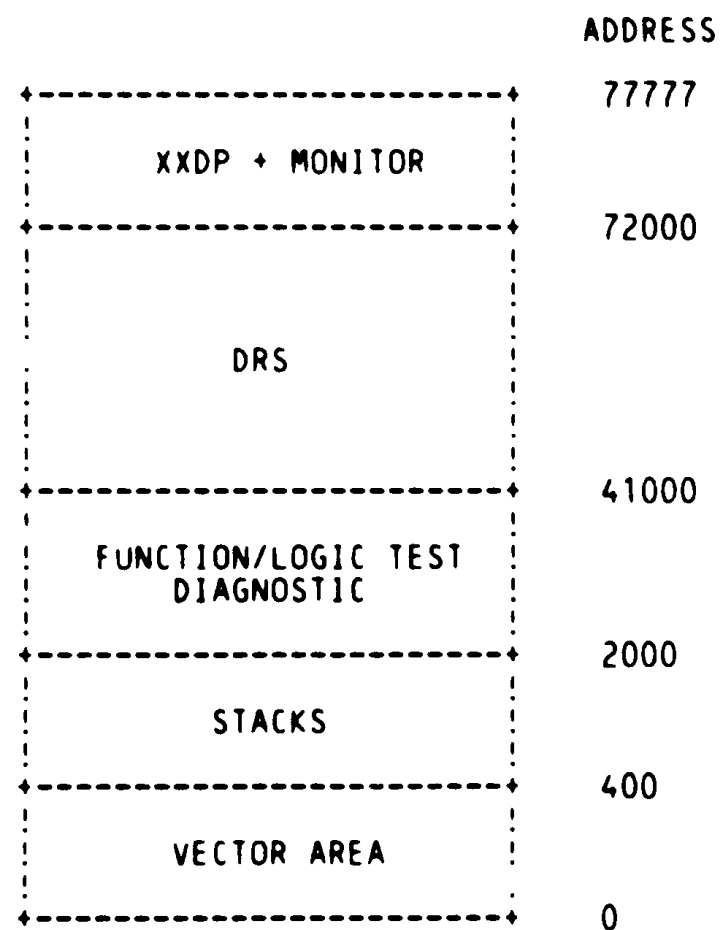 ADDRESS
77777
XXDP + MONITOR
72000
DRS
41000
FUNCTION/LOGIC TEST
DIAGNOSTIC
2000
STACKS
400
VECTOR AREA
0